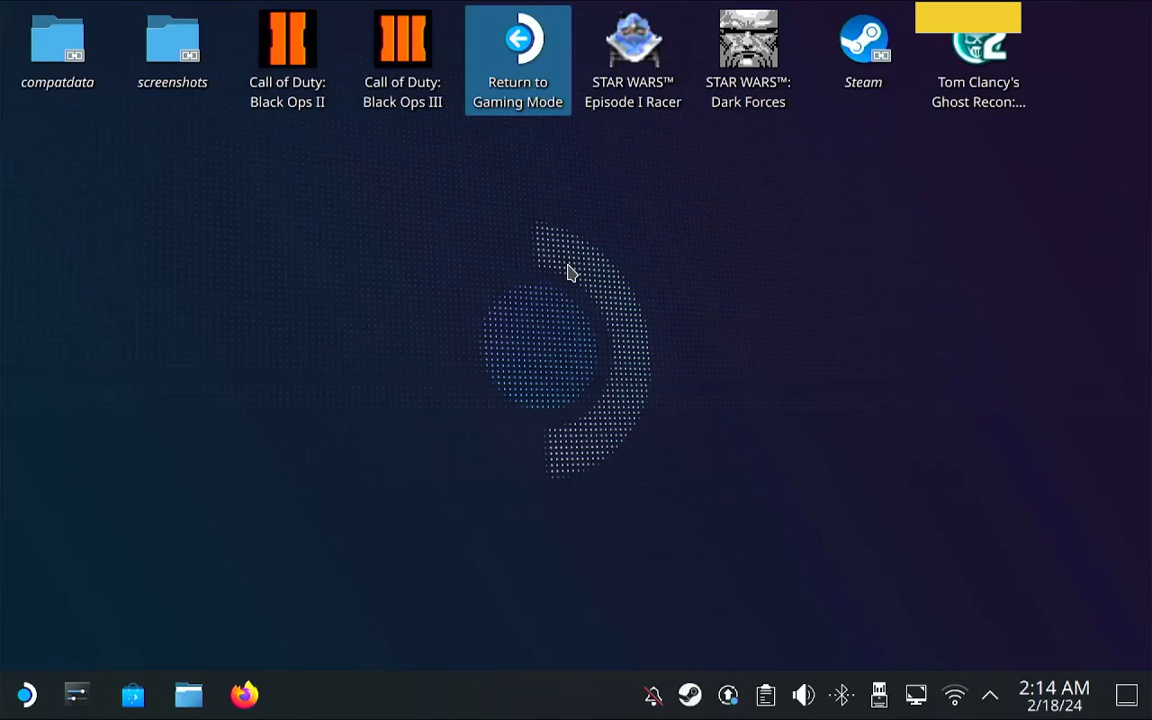 compatdata
screenshots
Call of Duty:
Black Ops II
Call of Duty:
Black Ops III
Return to
Gaming Mode
STAR WARS™
Episode I Racer
STAR WARS™:
Dark Forces
Steam
2
Tom Clancy's
Ghost Recon:...
2:14 AM
2/18/24